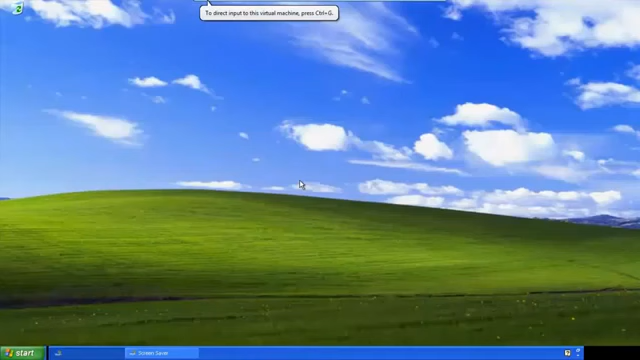 To direct input to this virtual machine, press Ctrl+G.
start
Screen Saver